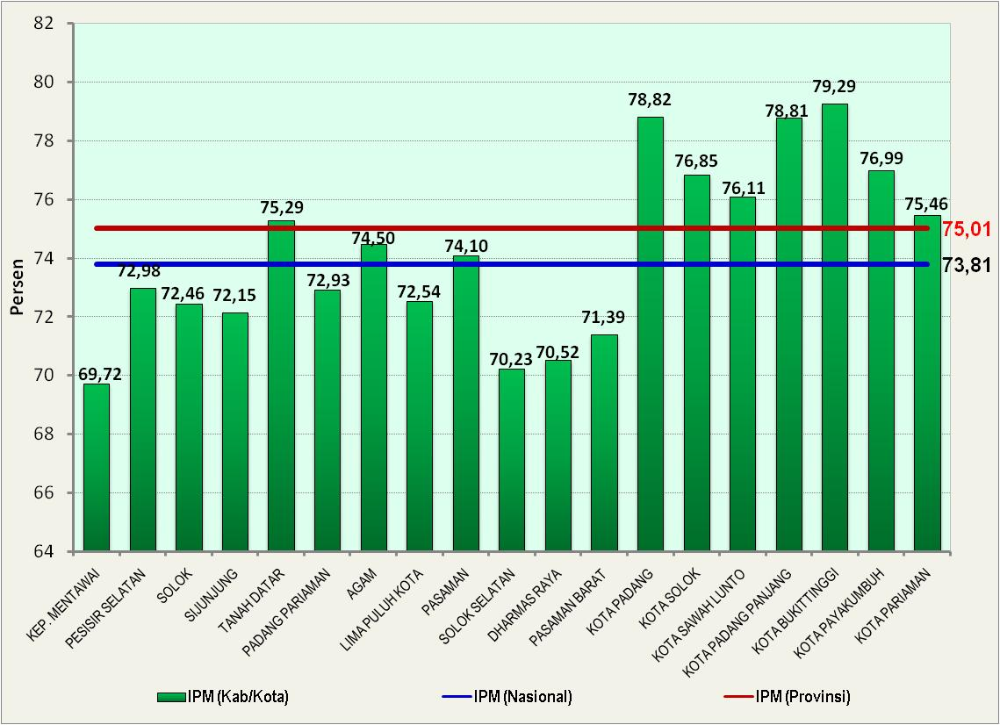 82
80
78
76
74
72
70
68
66
64
Persen
69,72
72,98
72,46
72,15
75,29
72,93
74,50
72,54
74,10
70,23
70,52
71,39
78,82
76,85
76,11
78,81
79,29
76,99
75,46
75,01
73,81
KEP. MENTAWAI
PESISIR SELATAN
SOLOK
SIJUNJUNG
TANAH DATAR
PADANG PARIAMAN
AGAM
LIMA PULUH KOTA
PASAMAN
SOLOK SELATAN
DHARMAS RAYA
PASAMAN BARAT
KOTA PADANG
KOTA SOLOK
KOTA SAWAH LUNTO
KOTA PADANG PANJANG
KOTA BUKITTINGGI
KOTA PAYAKUMBUH
KOTA PARIAMAN
IPM (Kab/Kota)
IPM (Nasional)
IPM (Provinsi)